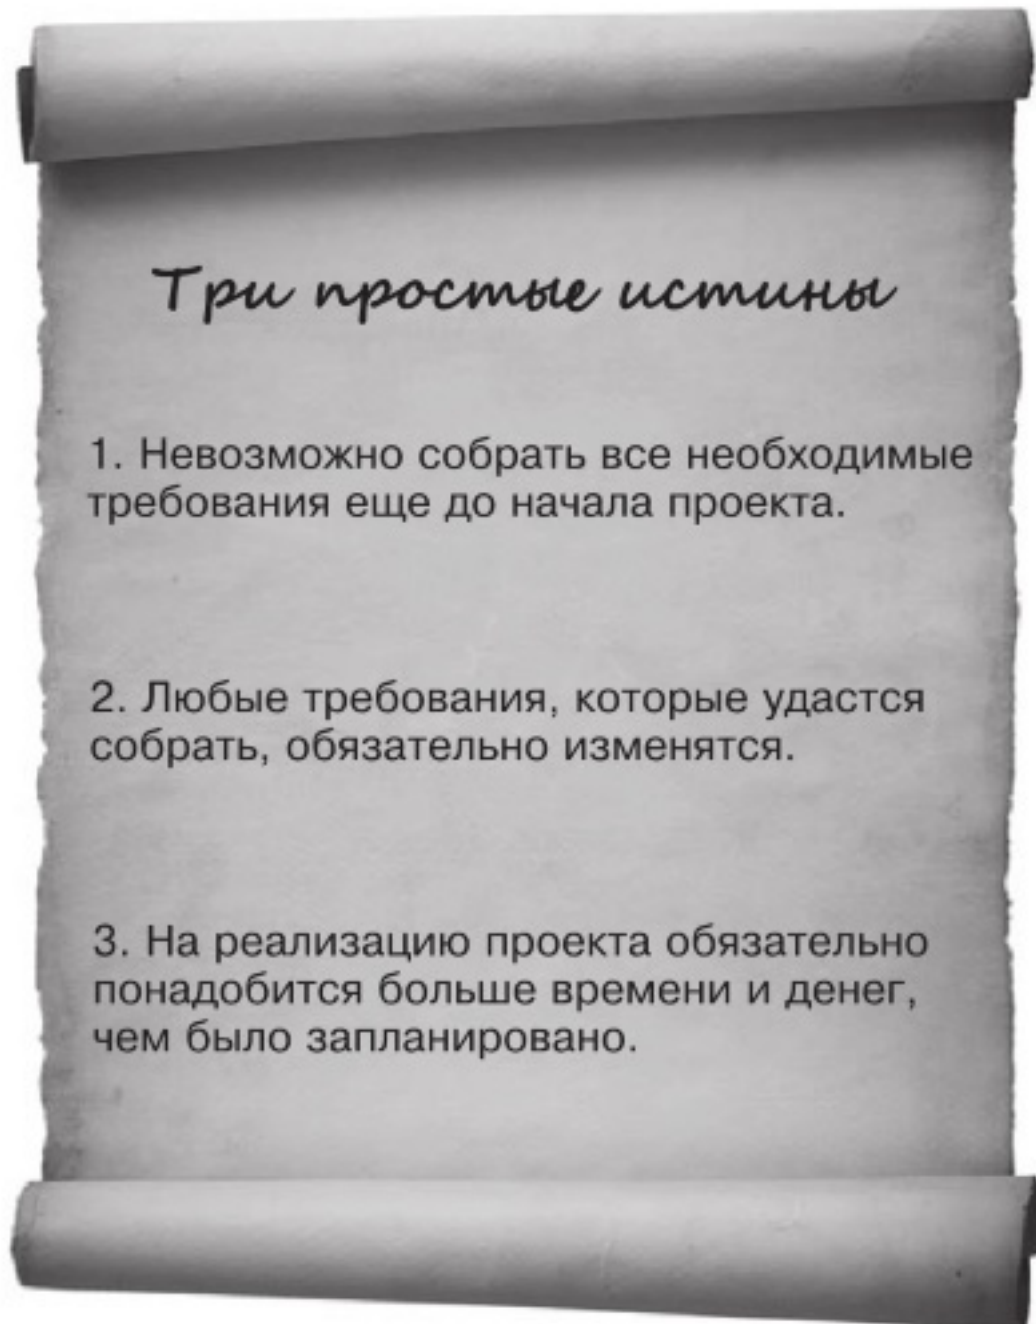 Три простые истины
1. Невозможно собрать все необходимые
требования еще до начала проекта.
2. Любые требования, которые удастся
собрать, обязательно изменятся.
3. На реализацию проекта обязательно
понадобится больше времени и денег,
чем было запланировано.